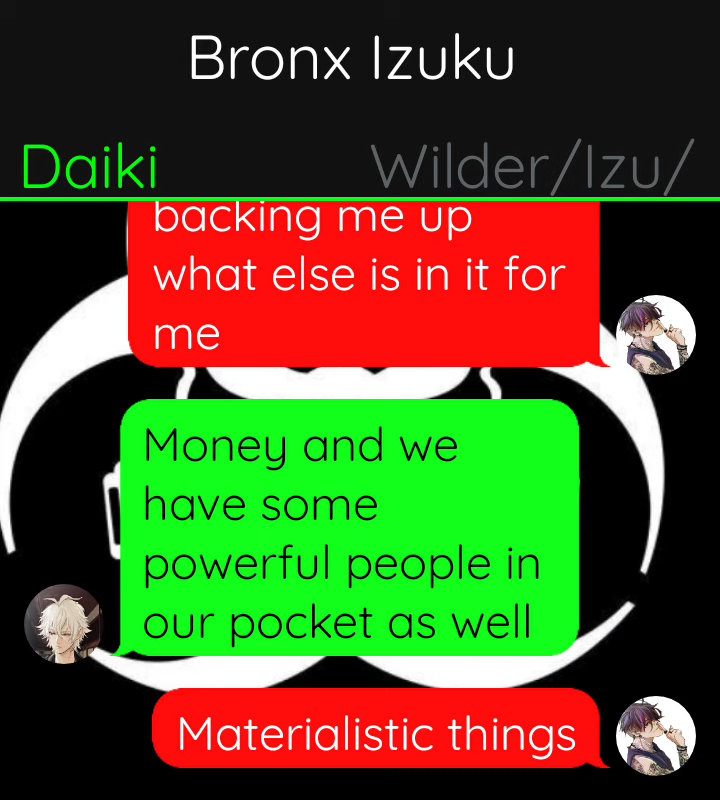 Bronx Izuku
Daiki
Wilder/Izu/
backing me up
what else is in it for
me
Money and we
have some
powerful people in
our pocket as well
Materialistic things